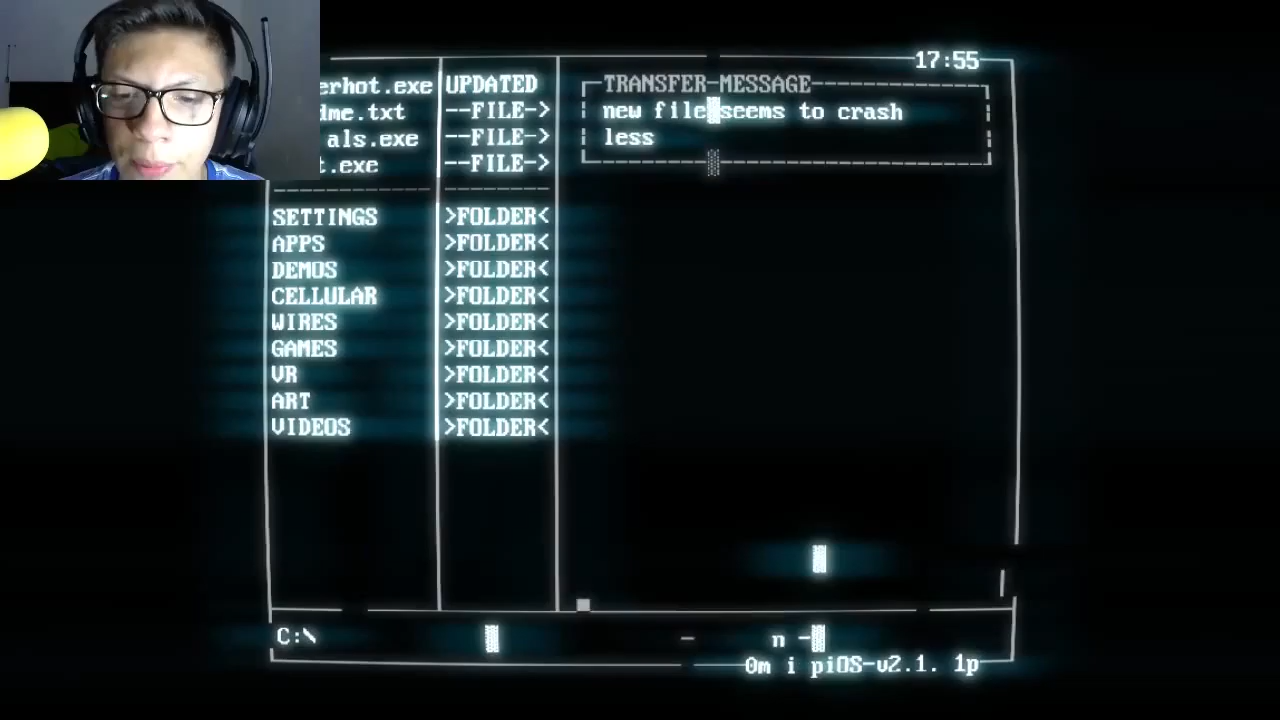 17:55
erhot.exe UPDATED
dme.txt --FILE->
als.exe --FILE->
t.exe --FILE->
TRANSFER-MESSAGE
new file seems to crash
less
SETTINGS >FOLDER<
APPS >FOLDER<
DEMOS >FOLDER<
CELLULAR >FOLDER<
WIRES >FOLDER<
GAMES >FOLDER<
VR >FOLDER<
ART >FOLDER<
VIDEOS >FOLDER<
C:\ - n -
0m i piOS-v2.1. 1p